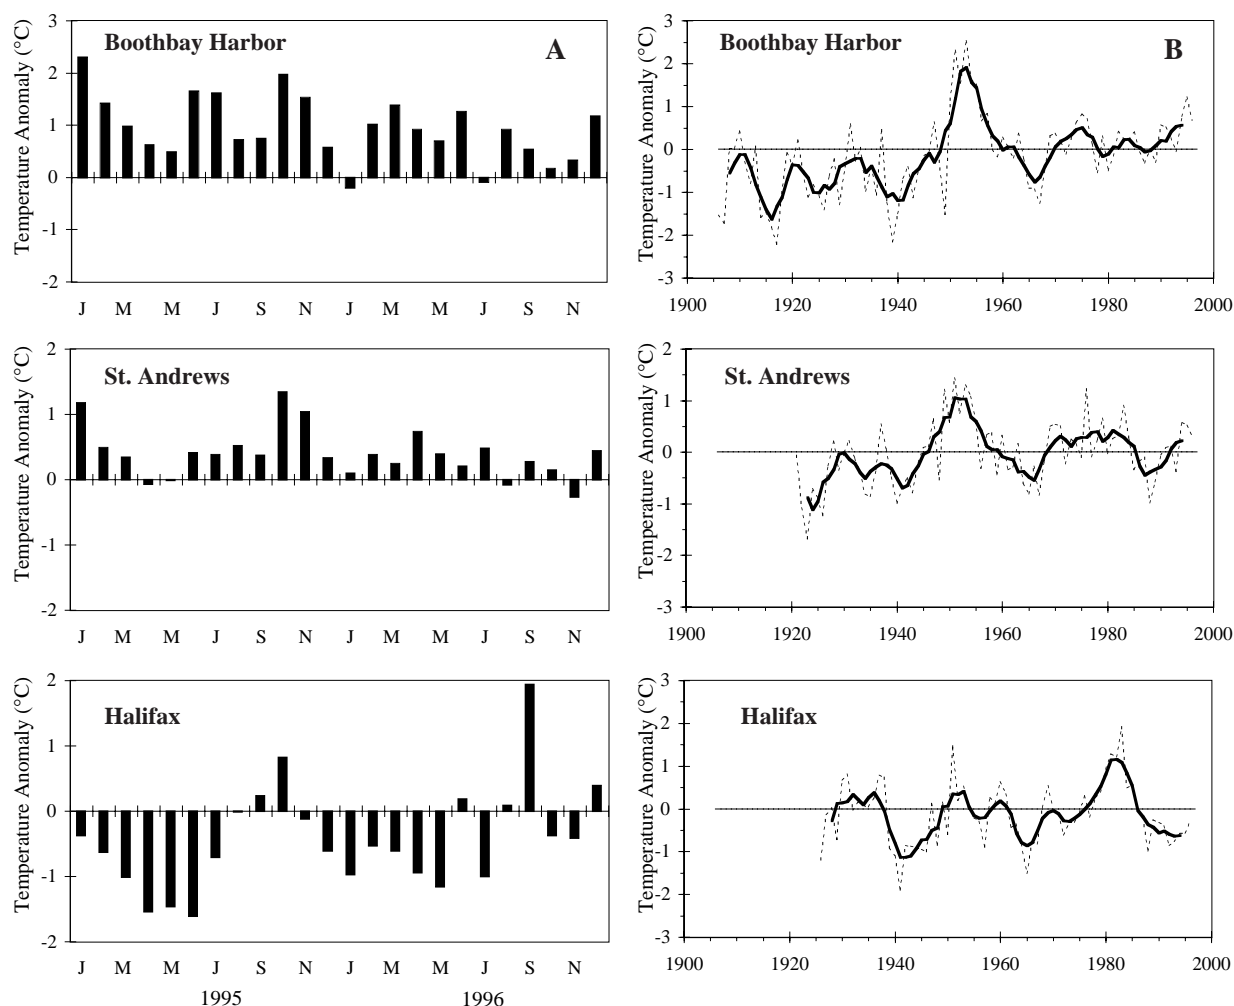 Boothbay Harbor
A
Temperature Anomaly (°C)
3
2
1
0
-1
-2
J M M J S N J M M J S N
Boothbay Harbor
B
Temperature Anomaly (°C)
3
2
1
0
-1
-2
-3
1900 1920 1940 1960 1980 2000
St. Andrews
Temperature Anomaly (°C)
2
1
0
-1
-2
J M M J S N J M M J S N
St. Andrews
Temperature Anomaly (°C)
2
1
0
-1
-2
-3
1900 1920 1940 1960 1980 2000
Halifax
Temperature Anomaly (°C)
2
1
0
-1
-2
J M M J S N J M M J S N
1995 1996
Halifax
Temperature Anomaly (°C)
3
2
1
0
-1
-2
-3
1900 1920 1940 1960 1980 2000